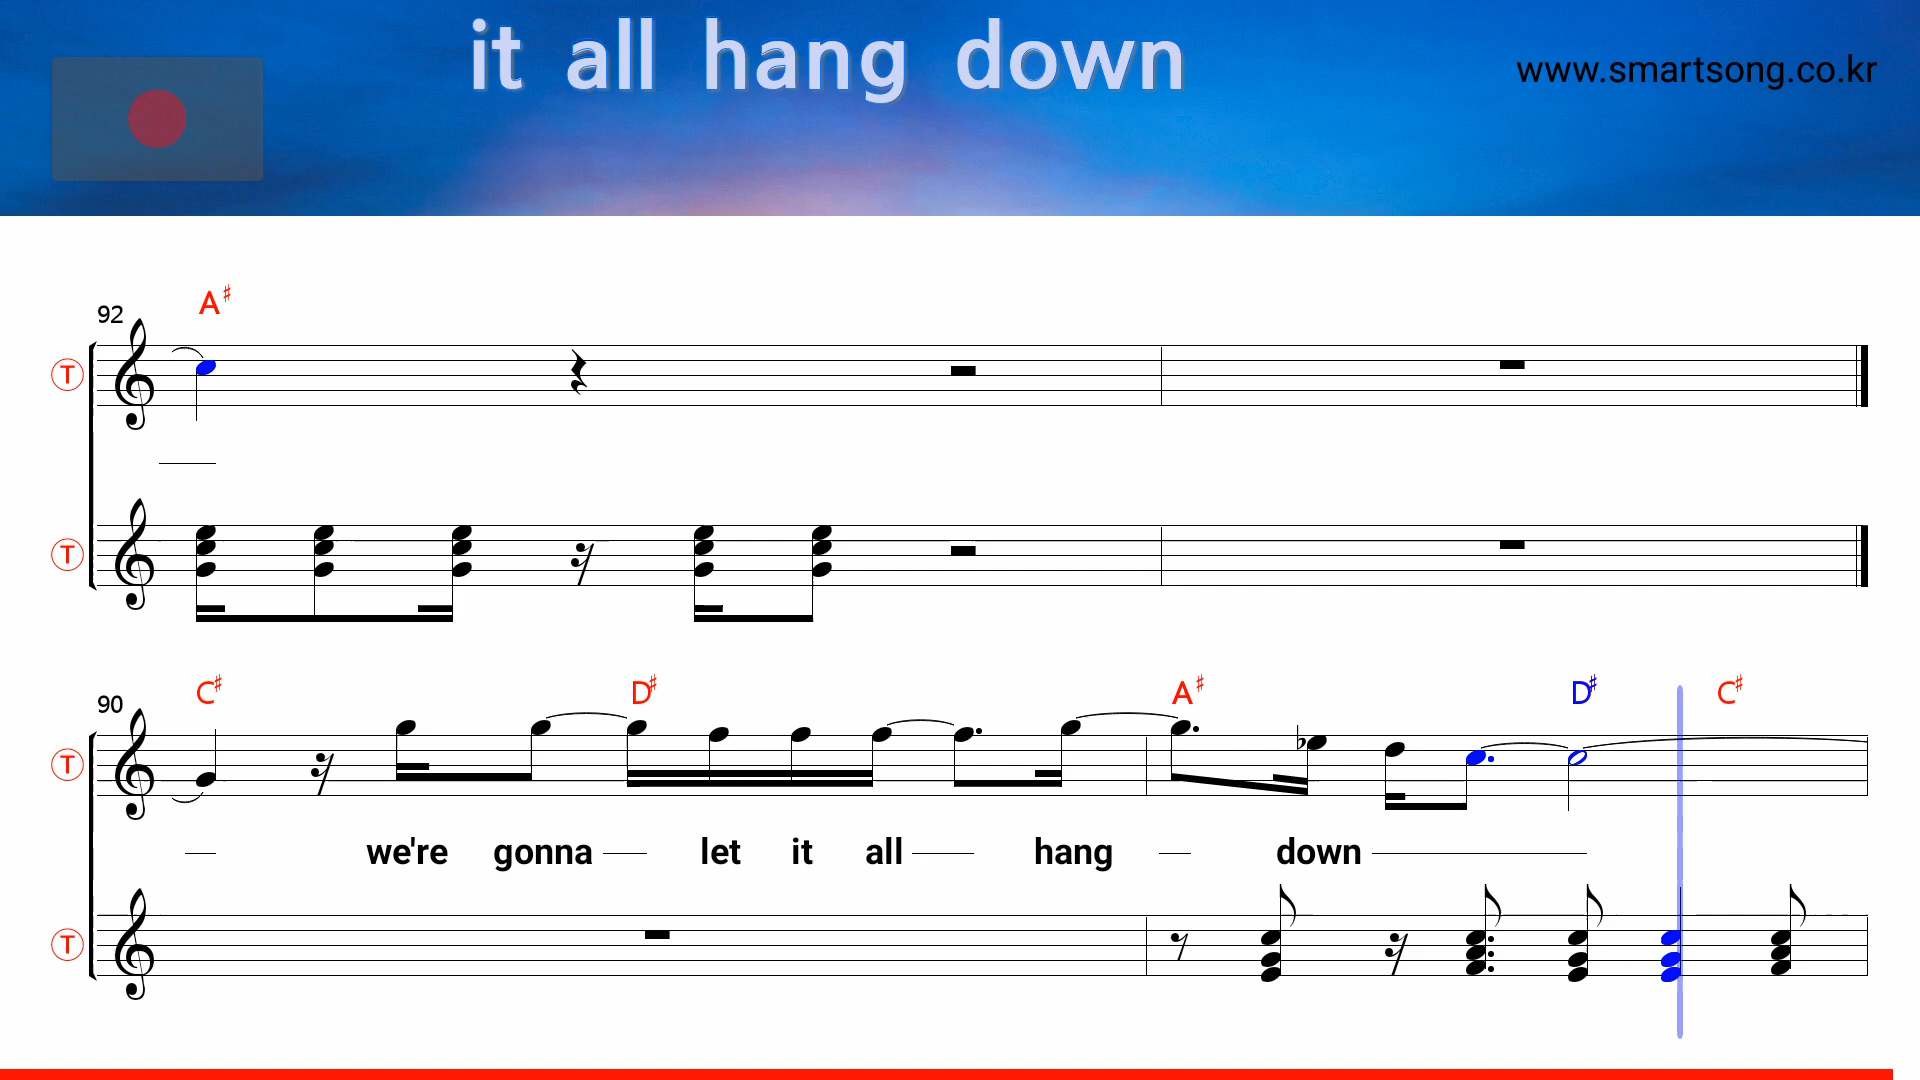 it all hang down
www.smartsong.co.kr
A♯
92
T
T
C♯ D♯ A♯ D♯ C♯
90
T
we're gonna let it all hang down
T